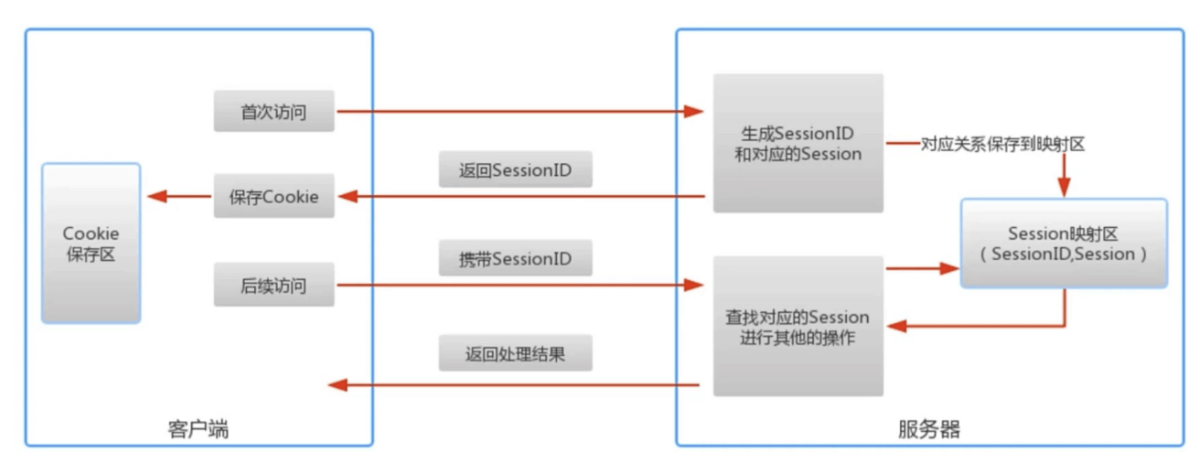 首次访问
生成SessionID
和对应的Session
对应关系保存到映射区
返回SessionID
保存Cookie
Cookie
保存区
Session映射区
（SessionID,Session）
携带SessionID
后续访问
查找对应的Session
进行其他的操作
返回处理结果
客户端
服务器